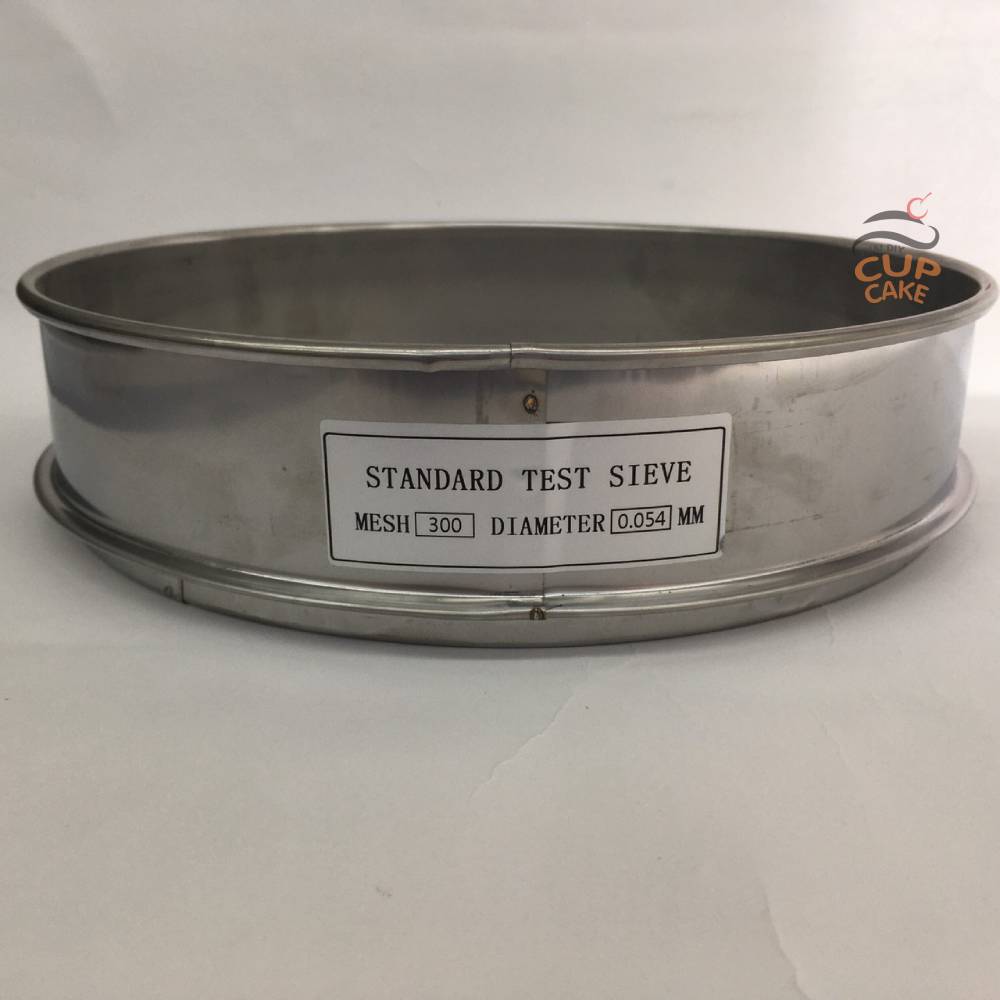 CUP
CAKE
STANDARD TEST SIEVE
MESH 300 DIAMETER 0.054 MM